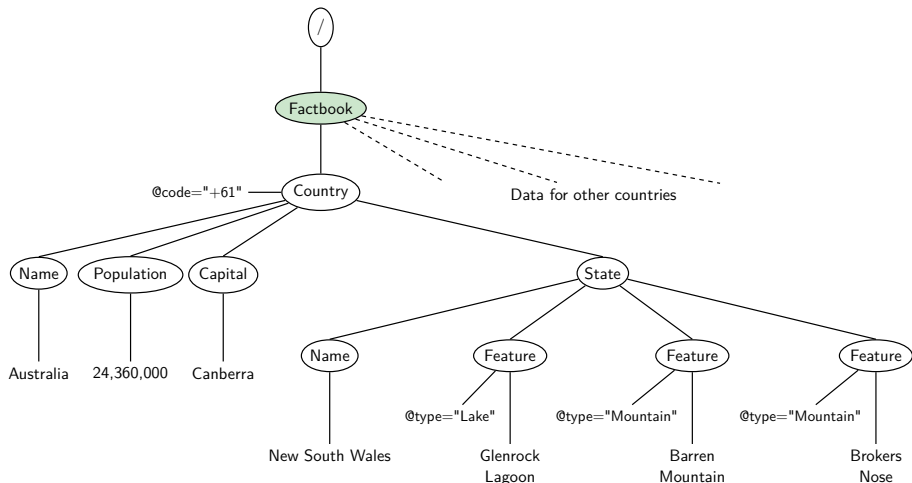 /
Factbook
@code="+61"
Country
Data for other countries
Name
Population
Capital
State
Australia
24,360,000
Canberra
Name
Feature
Feature
Feature
@type="Lake"
@type="Mountain"
@type="Mountain"
New South Wales
Glenrock
Lagoon
Barren
Mountain
Brokers
Nose